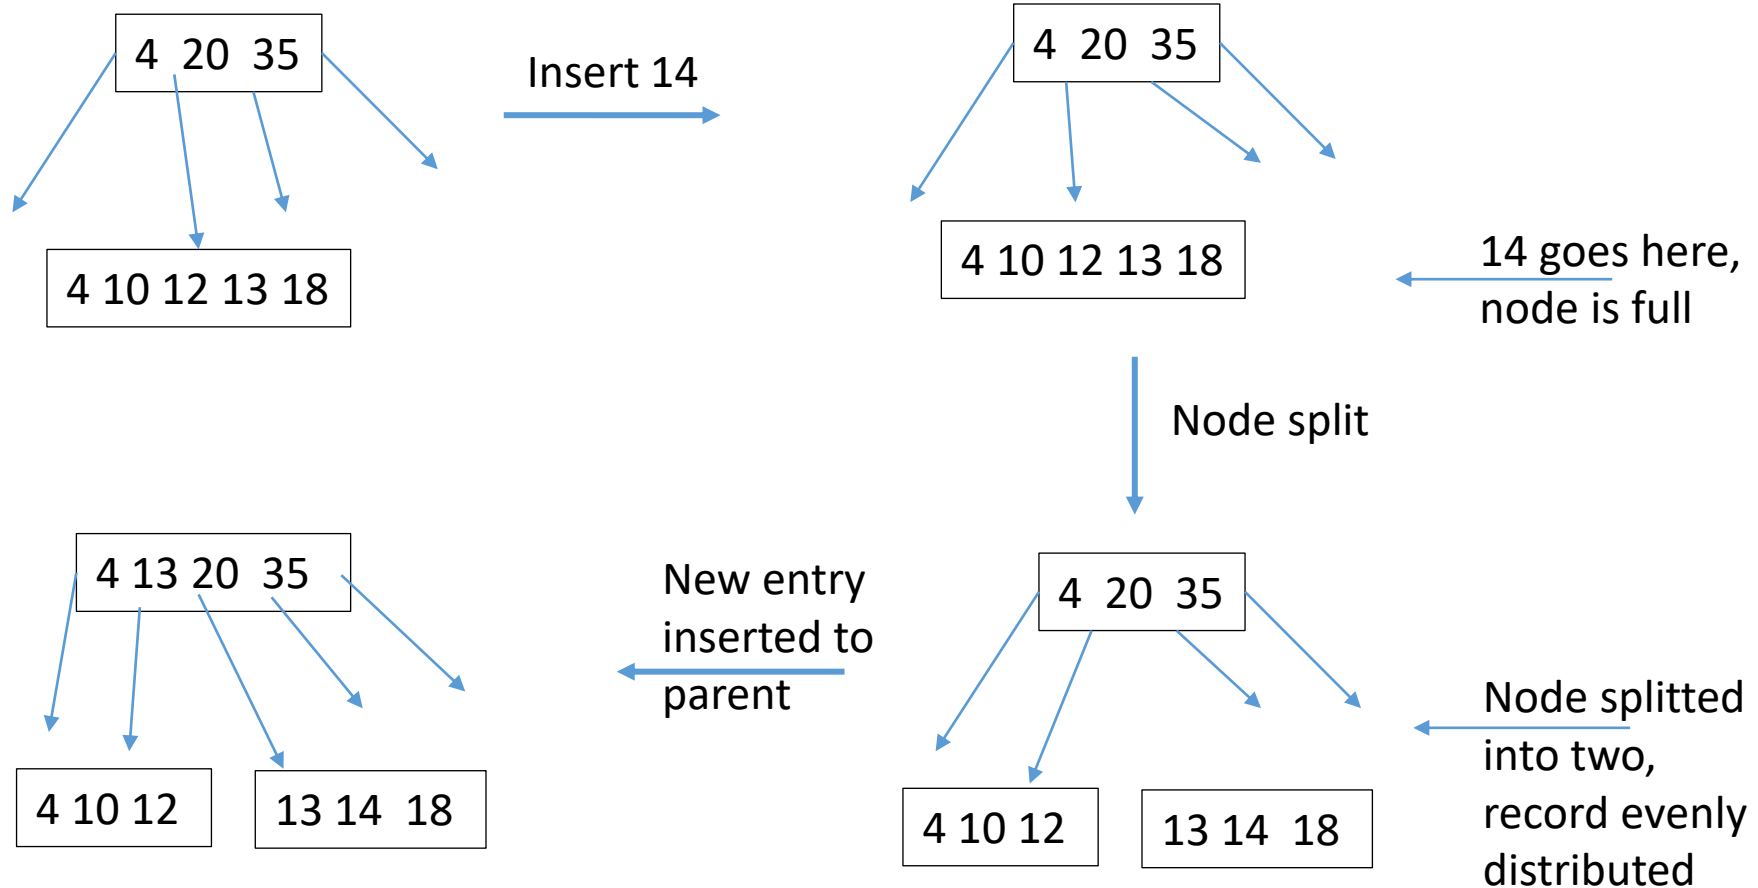 4 20 35
Insert 14
4 20 35
4 10 12 13 18
4 10 12 13 18
14 goes here,
node is full
Node split
4 13 20 35
New entry
inserted to
parent
4 20 35
Node splitted
into two,
record evenly
distributed
4 10 12
13 14 18
4 10 12
13 14 18